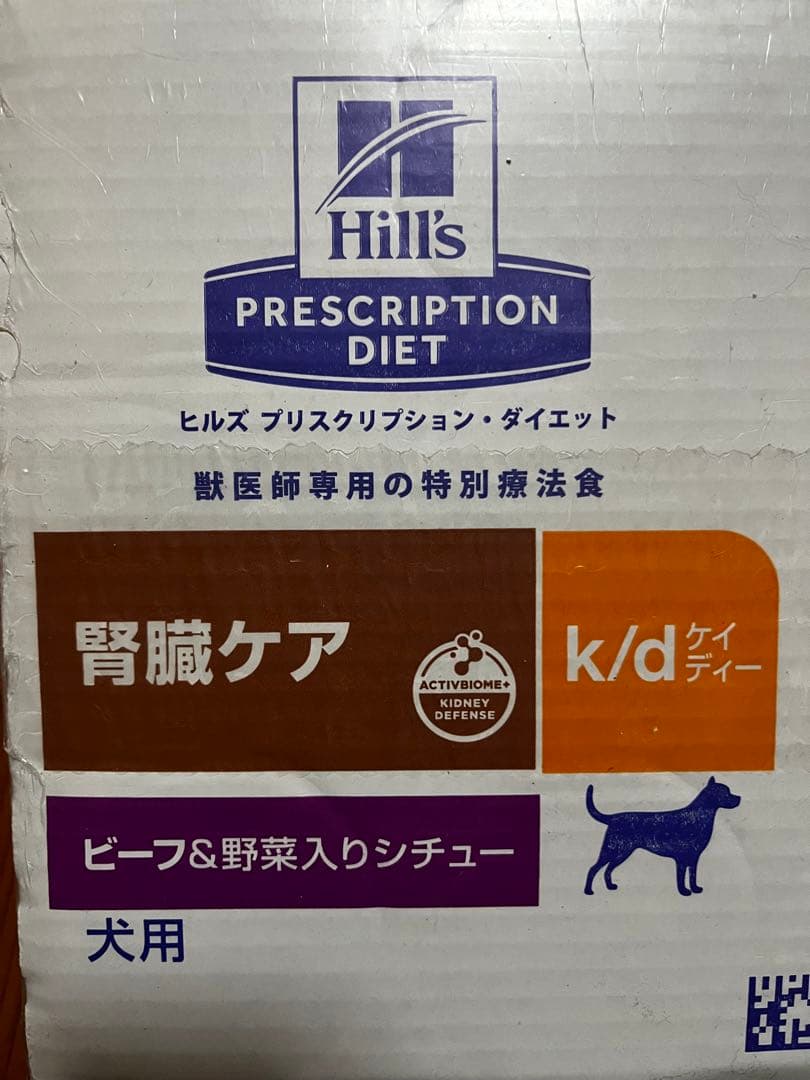 Hill's
PRESCRIPTION
DIET
ヒルズ プリスクリプション・ダイエット
獣医師専用の特別療法食
腎臓ケア
ACTIVBIOME+
KIDNEY
DEFENSE
k/d ケイ
ディー
ビーフ&野菜入りシチュー
犬用